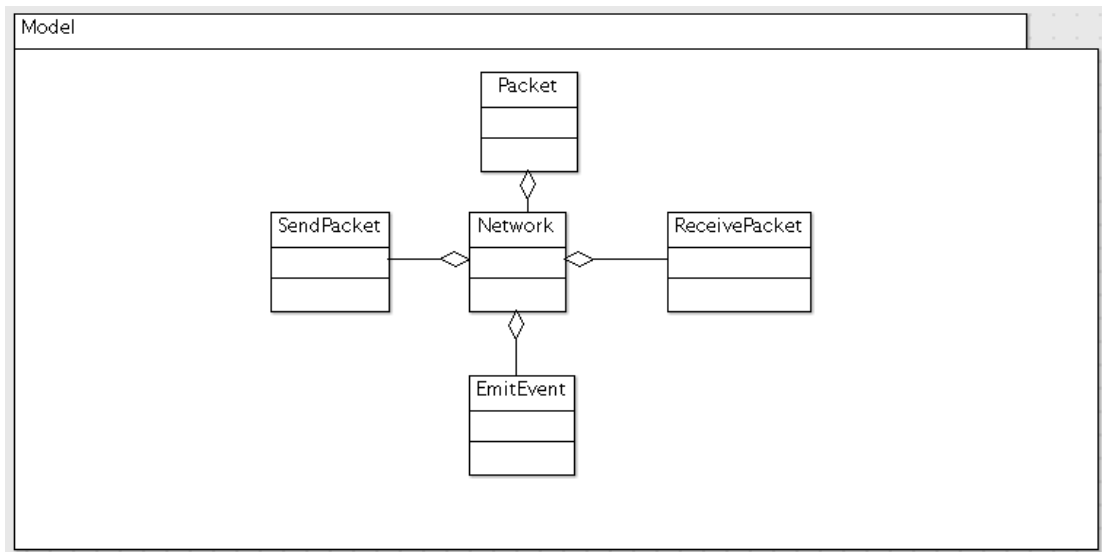 Model
Packet
SendPacket
Network
ReceivePacket
EmitEvent